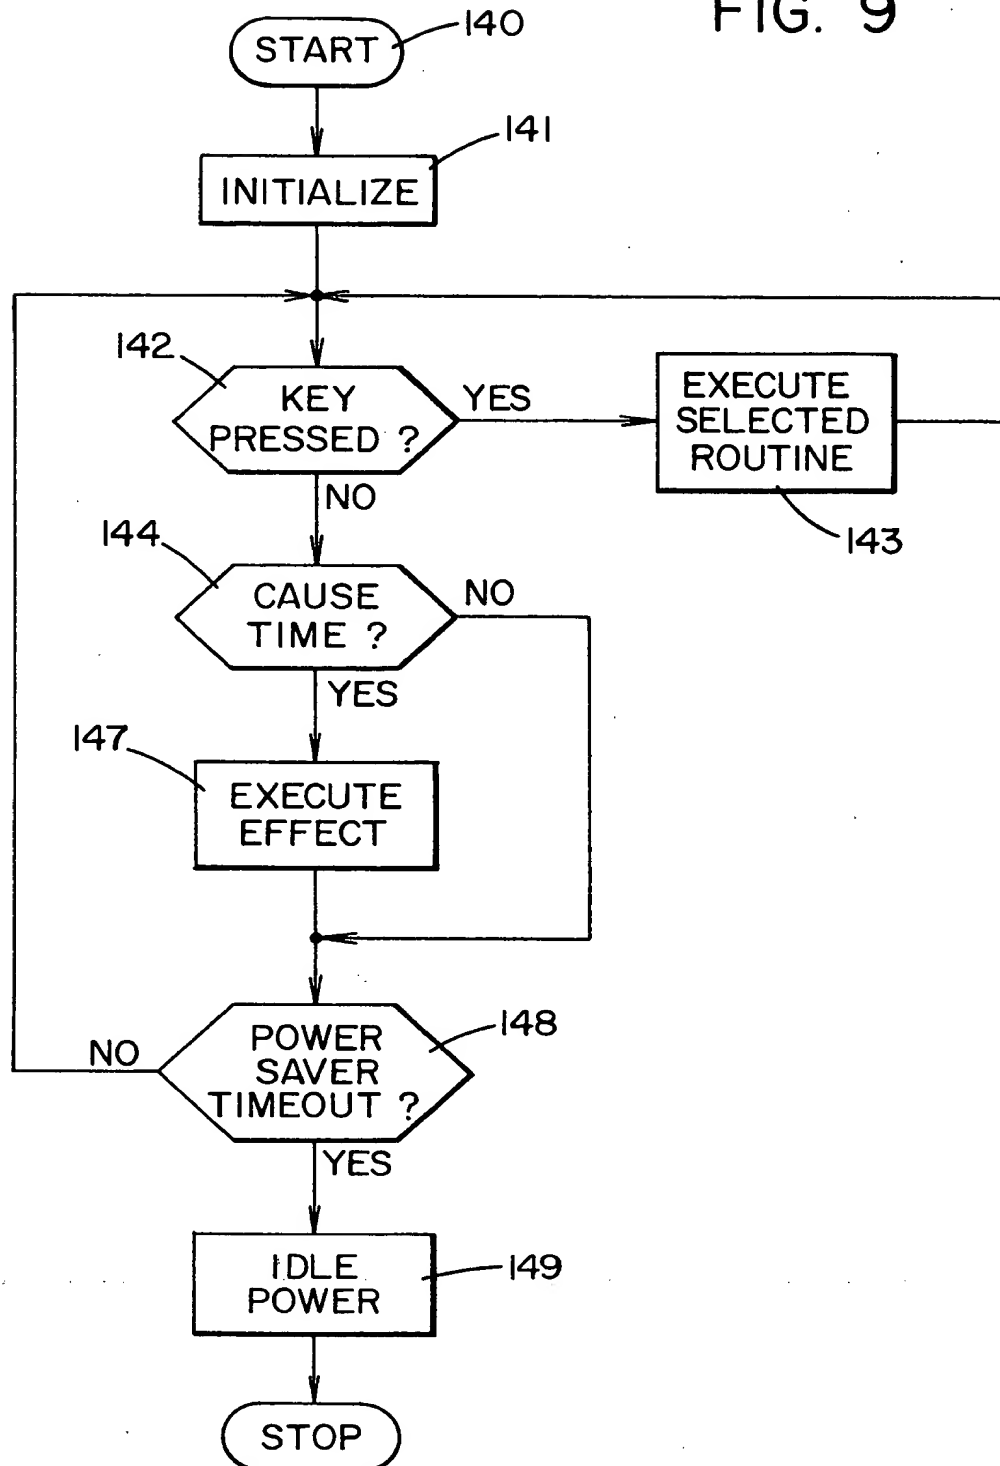 FIG. 9
START
140
141
INITIALIZE
142
KEY
PRESSED ?
YES
EXECUTE
SELECTED
ROUTINE
143
NO
144
CAUSE
TIME ?
NO
YES
147
EXECUTE
EFFECT
148
POWER
SAVER
TIMEOUT ?
NO
YES
IDLE
POWER
149
STOP